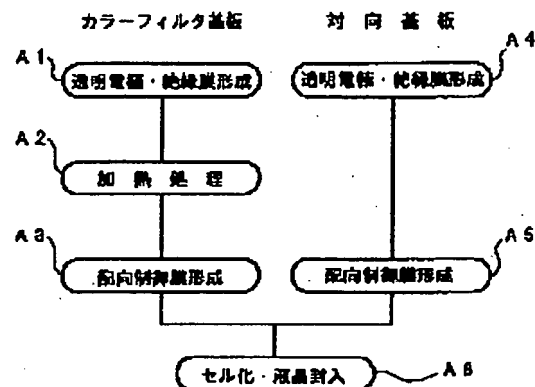 カラーフィルタ基板
対向基板
A1
透明電極・絶縁膜形成
A4
透明電極・絶縁膜形成
A2
加熱処理
A3
配向制御膜形成
A5
配向制御膜形成
セル化・液晶封入
A6